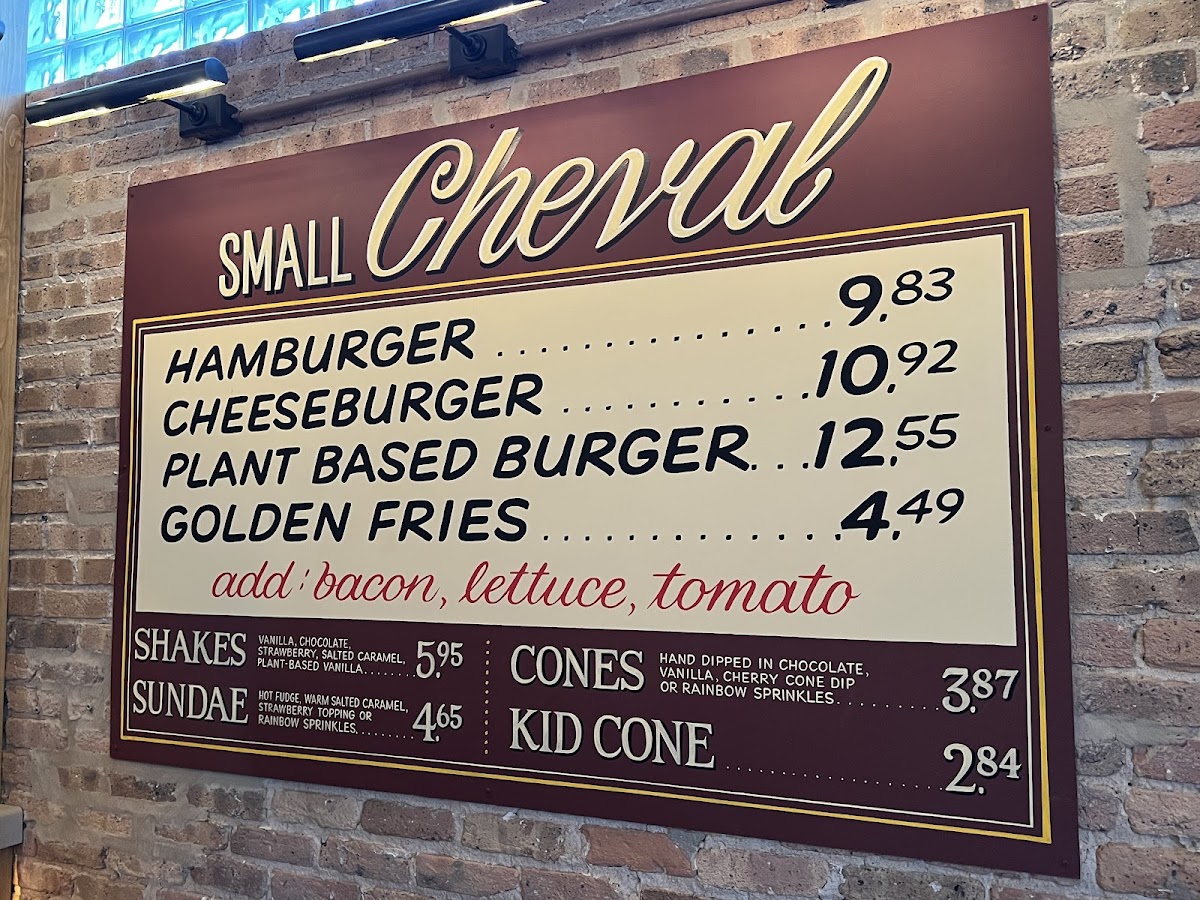 SMALL Cheval
HAMBURGER ............... 9.83
CHEESEBURGER ........... 10.92
PLANT BASED BURGER... 12.55
GOLDEN FRIES ............. 4.49
add: bacon, lettuce, tomato
SHAKES VANILLA, CHOCOLATE,
STRAWBERRY, SALTED CARAMEL,
PLANT-BASED VANILLA........ 5.95
SUNDAE HOT FUDGE, WARM SALTED CARAMEL,
STRAWBERRY TOPPING OR
RAINBOW SPRINKLES........ 4.65
CONES HAND DIPPED IN CHOCOLATE,
VANILLA, CHERRY CONE DIP
OR RAINBOW SPRINKLES.......... 3.87
KID CONE ...................... 2.84